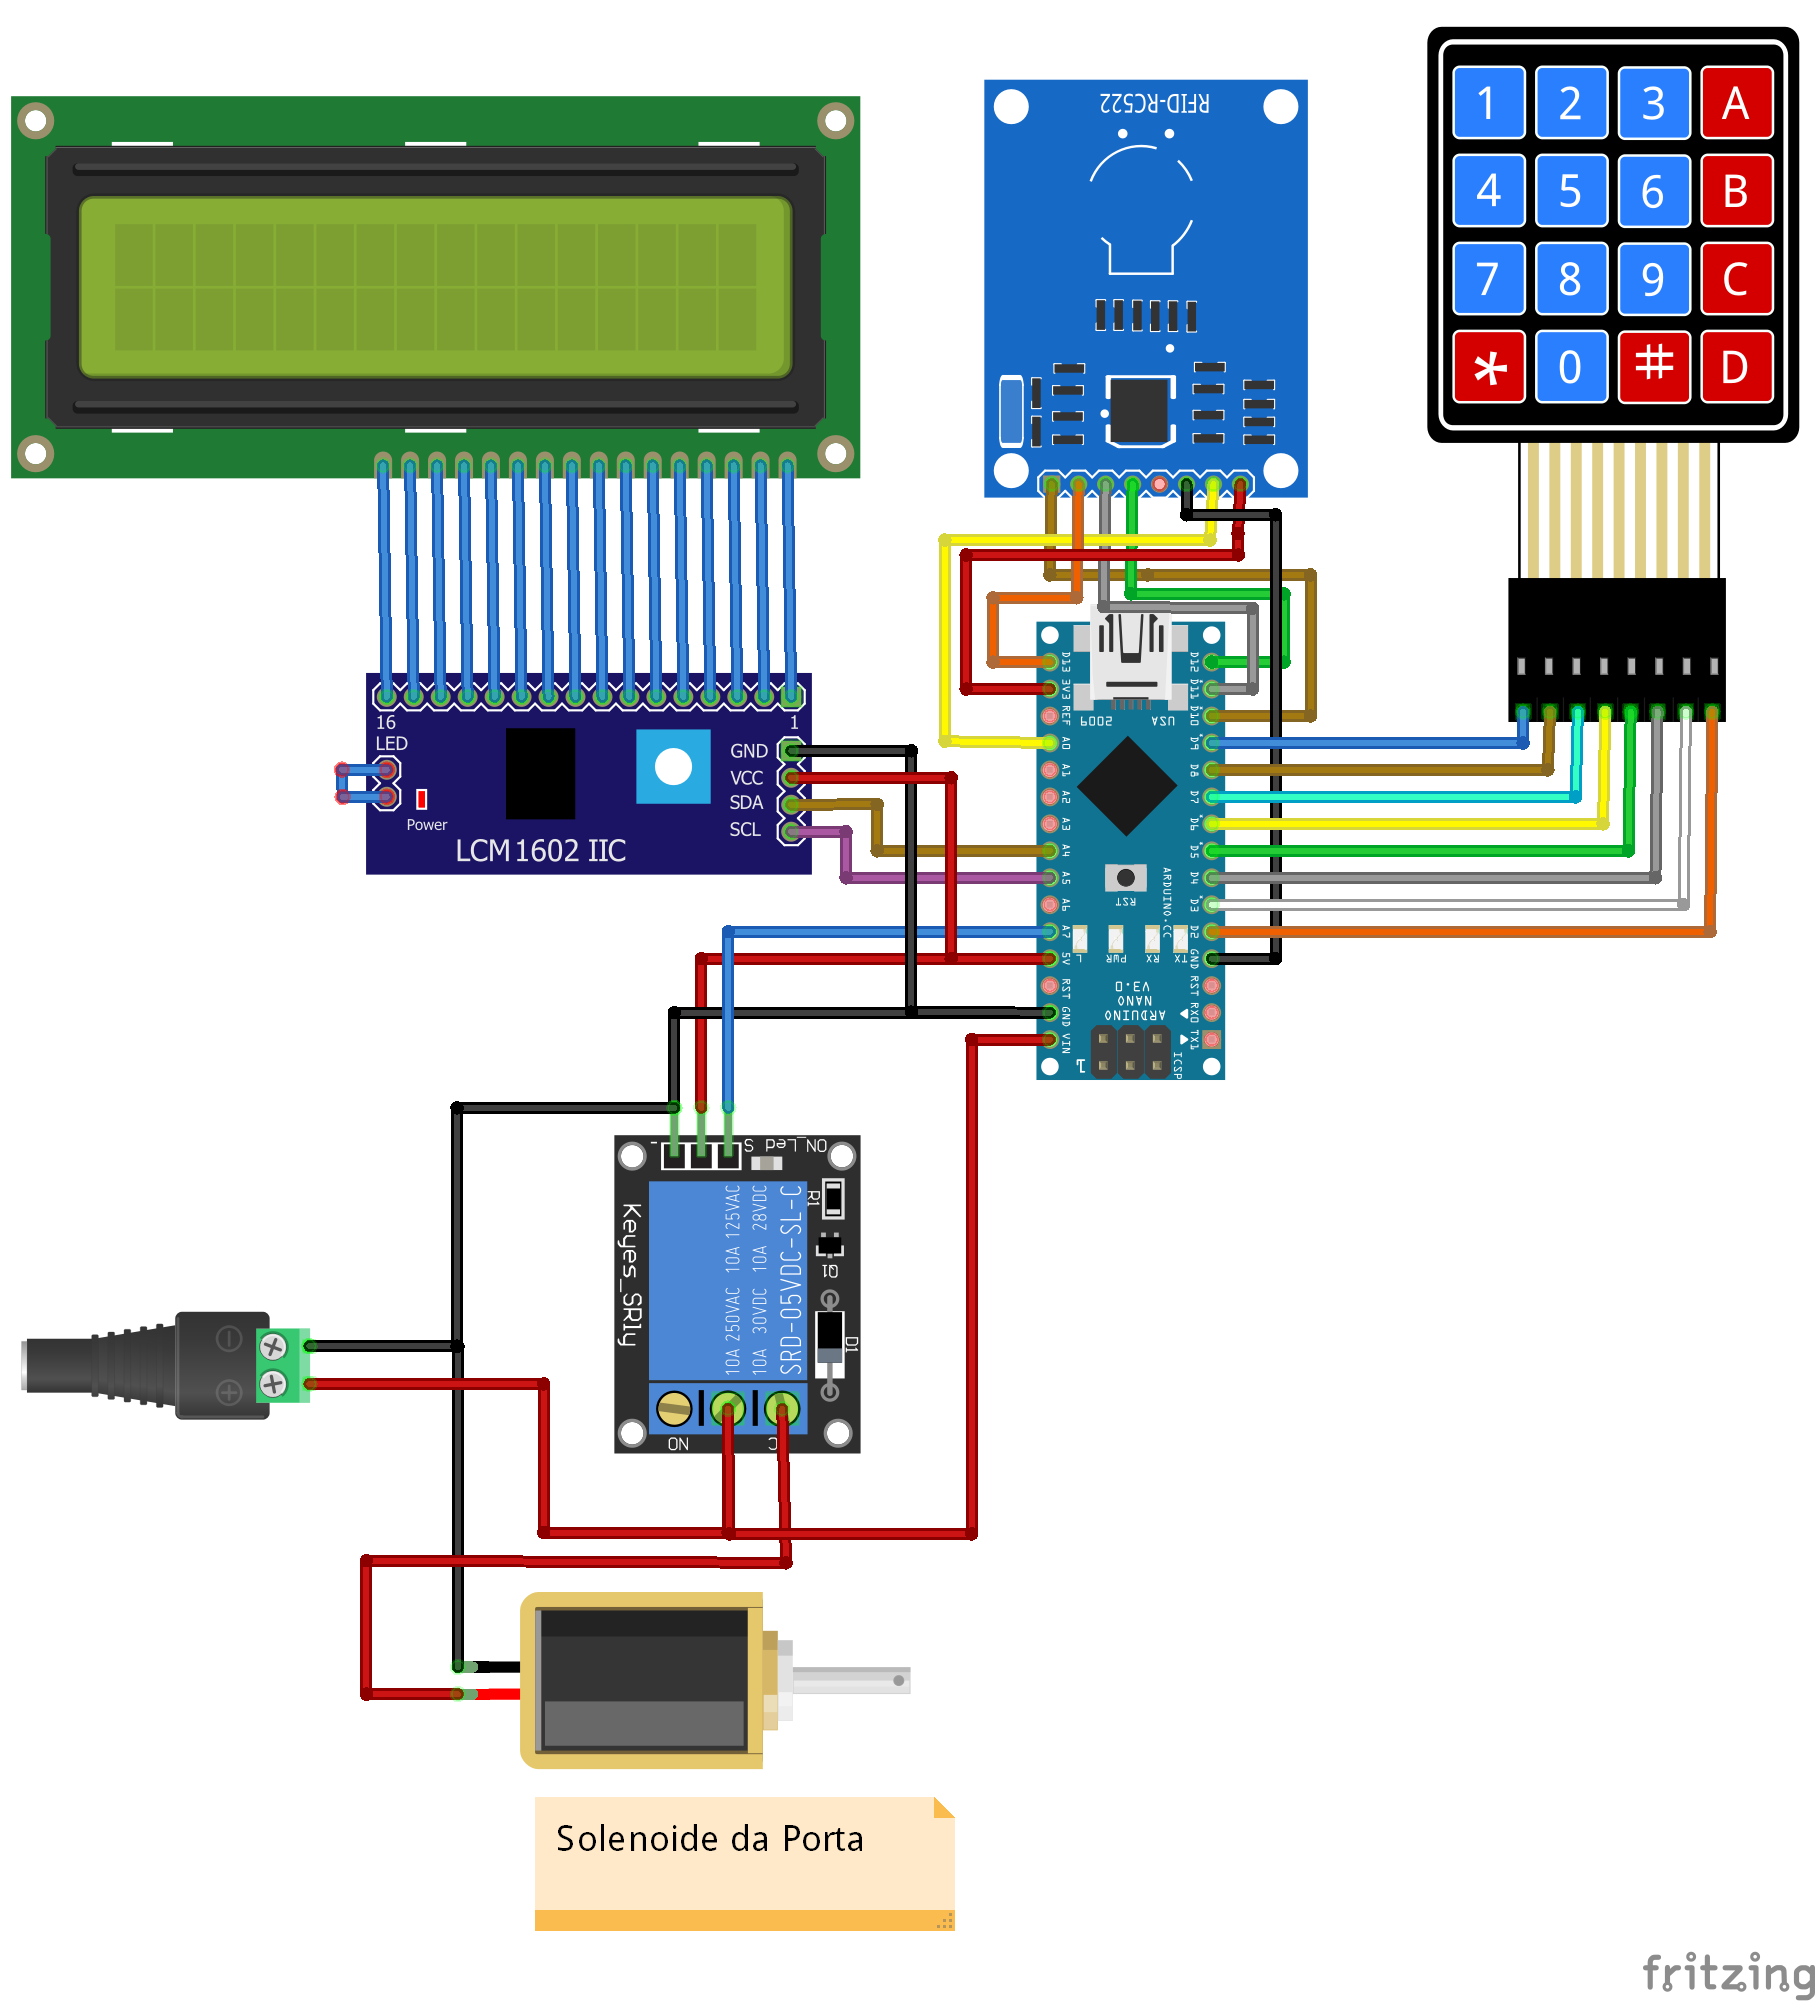 RFID-RC522
1 2 3 A
4 5 6 B
7 8 9 C
* 0 # D
16
1
LED
GND
VCC
SDA
SCL
Power
LCM1602 IIC
D13
3V3
REF
A0
A1
A2
A3
A4
A5
A6
A7
5V
RST
GND
VIN
D12
D11
D10
D9
D8
D7
D6
D5
D4
D3
D2
GND
RST
RX0
TX1
6002
USA
RST
ARDUINO.CC
L
PWR
RX
TX
V3.0
NANO
ARDUINO
1
ICSP
-
S
ON_Led
Keyes_SRly
10A 250VAC 10A 125VAC
10A 30VDC 10A 28VDC
SRD-05VDC-SL-C
R1
Q1
D1
NO
C
Solenoide da Porta
fritzing